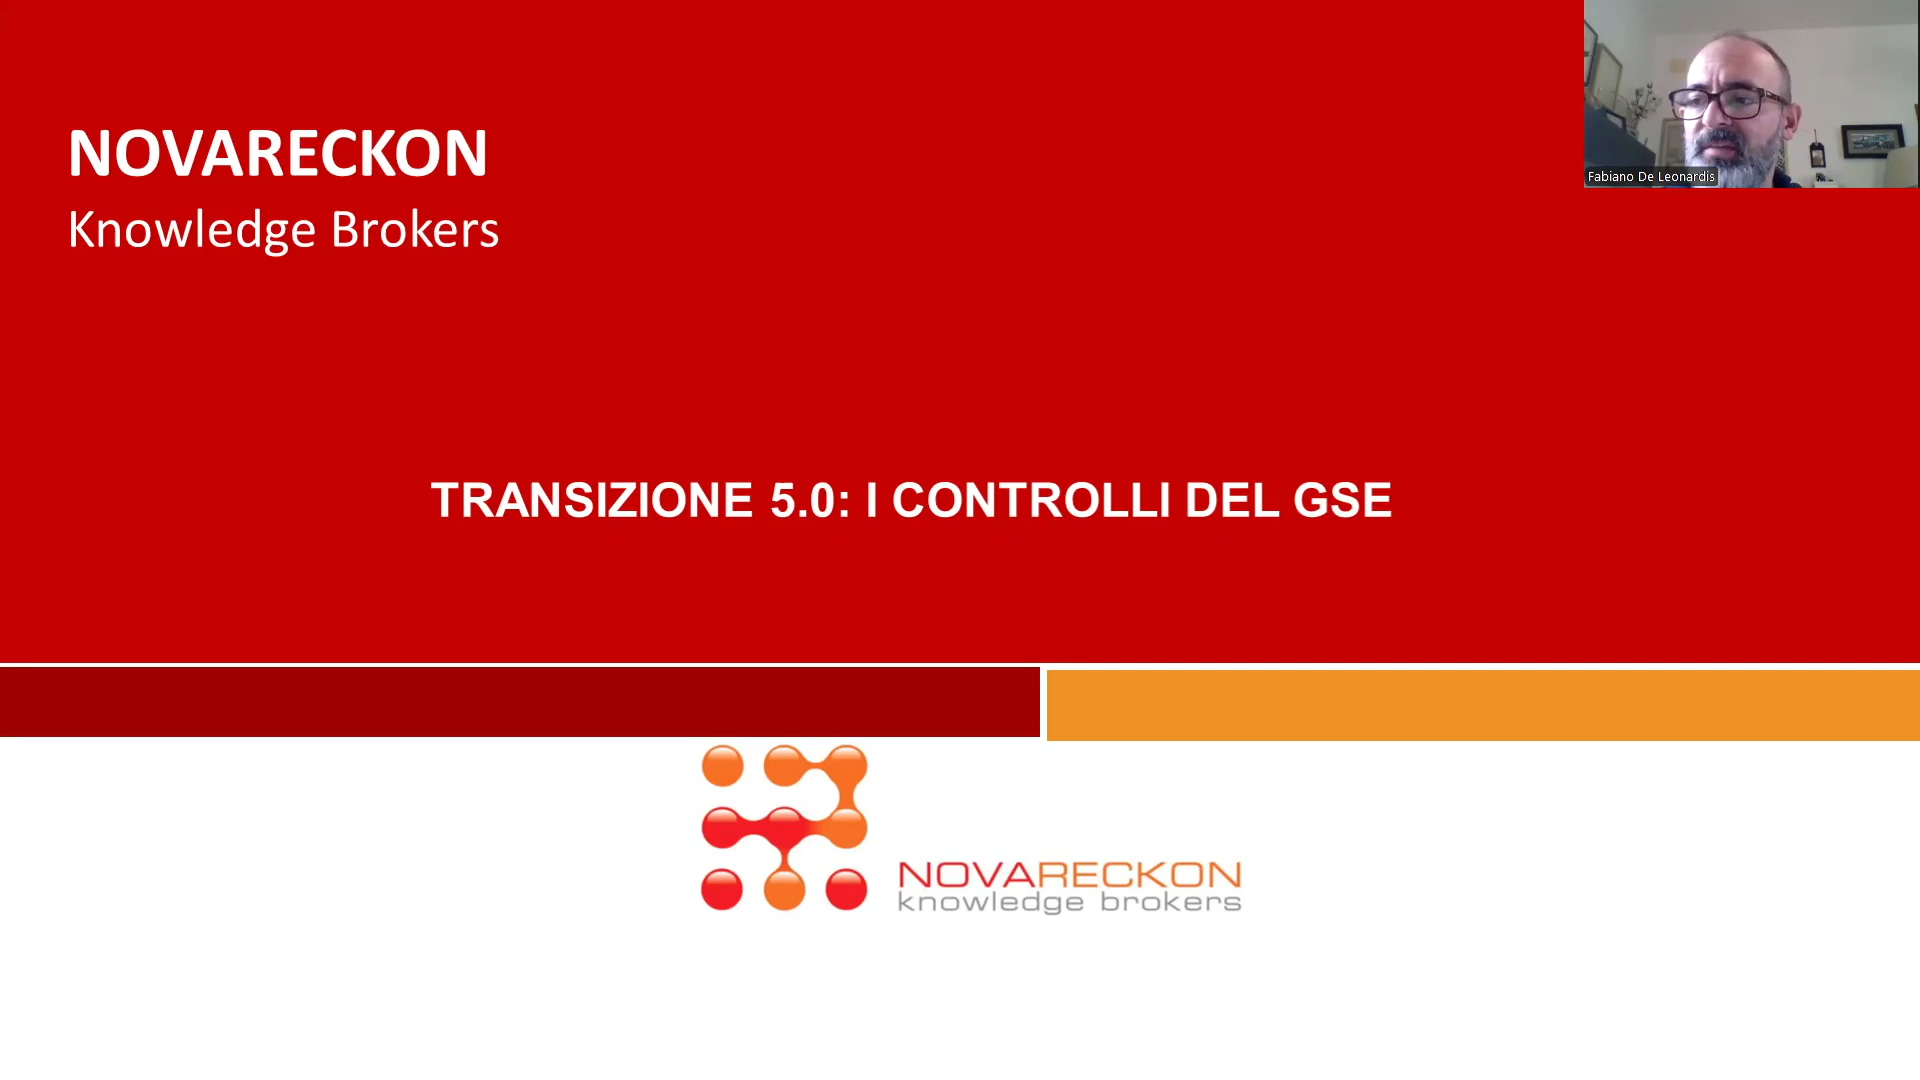 NOVARECKON
Knowledge Brokers
Fabiano De Leonardis
TRANSIZIONE 5.0: I CONTROLLI DEL GSE
NOVARECKON
knowledge brokers